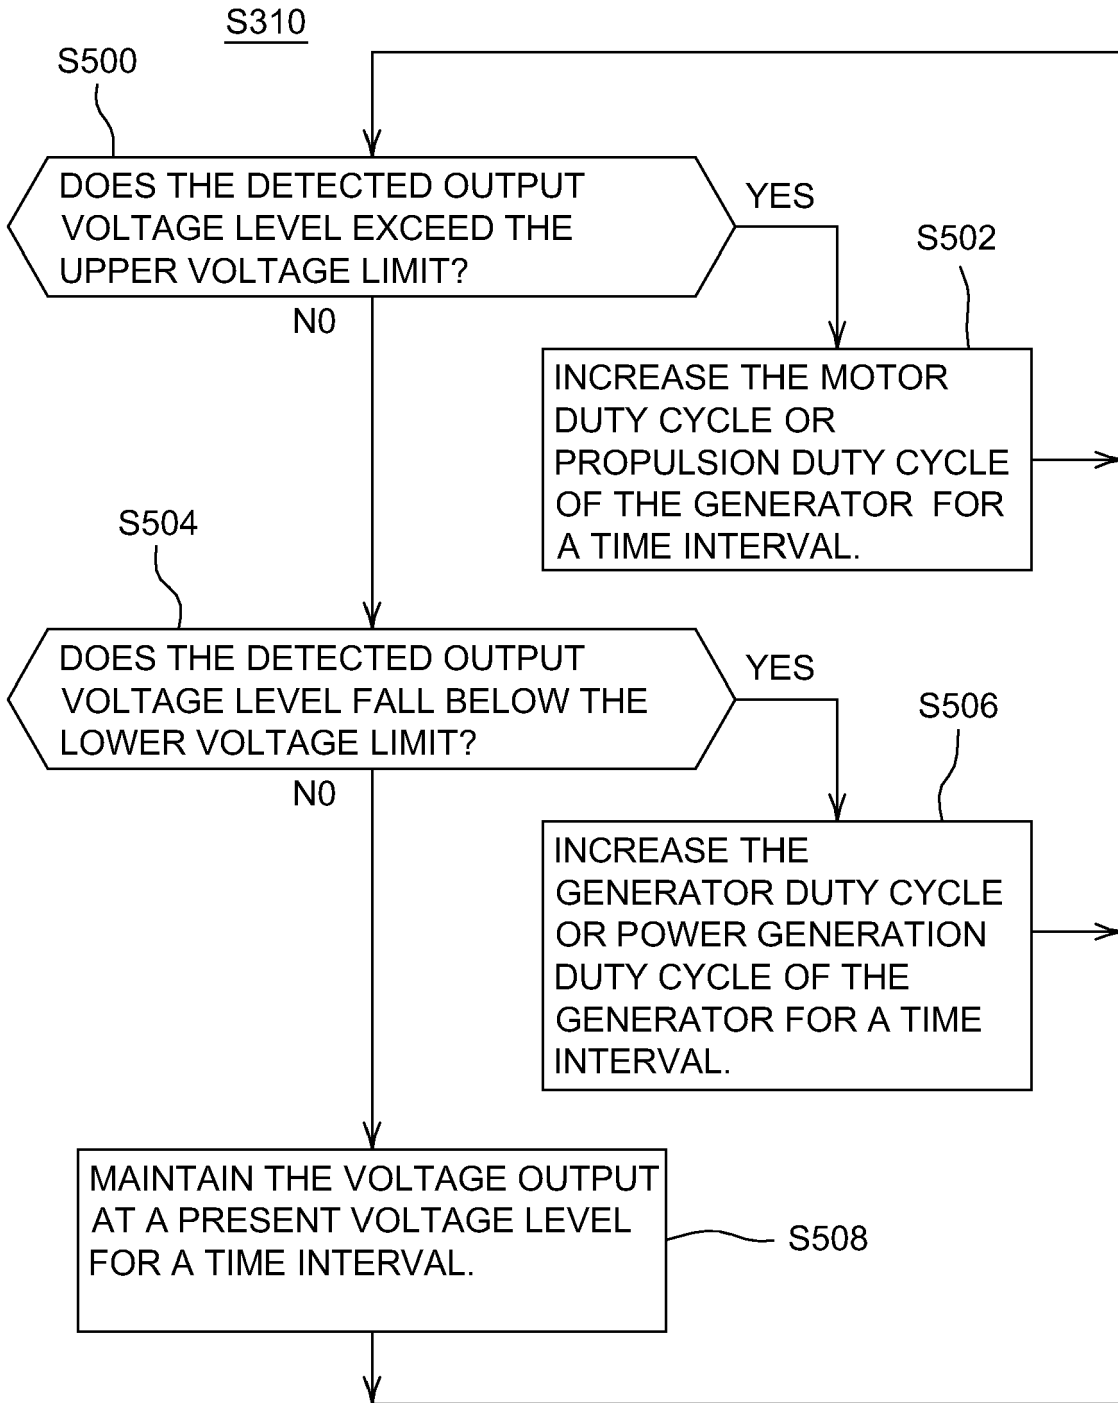 S310
S500
DOES THE DETECTED OUTPUT
VOLTAGE LEVEL EXCEED THE
UPPER VOLTAGE LIMIT?
YES
N0
S502
INCREASE THE MOTOR
DUTY CYCLE OR
PROPULSION DUTY CYCLE
OF THE GENERATOR FOR
A TIME INTERVAL.
S504
DOES THE DETECTED OUTPUT
VOLTAGE LEVEL FALL BELOW THE
LOWER VOLTAGE LIMIT?
YES
N0
S506
INCREASE THE
GENERATOR DUTY CYCLE
OR POWER GENERATION
DUTY CYCLE OF THE
GENERATOR FOR A TIME
INTERVAL.
MAINTAIN THE VOLTAGE OUTPUT
AT A PRESENT VOLTAGE LEVEL
FOR A TIME INTERVAL.
S508